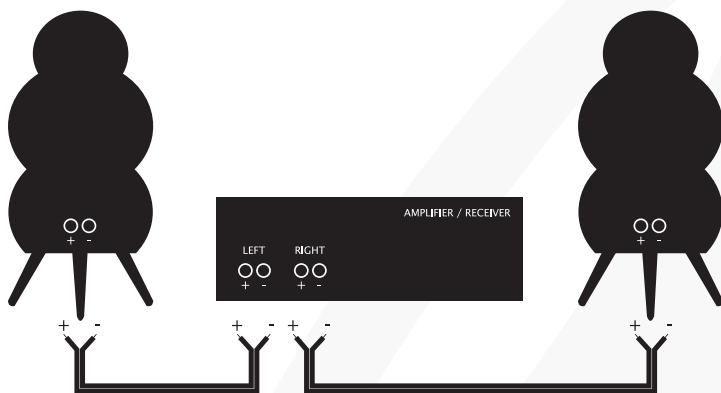 AMPLIFIER / RECEIVER
LEFT RIGHT
+ - + - + - + -
+ - + - + - + -